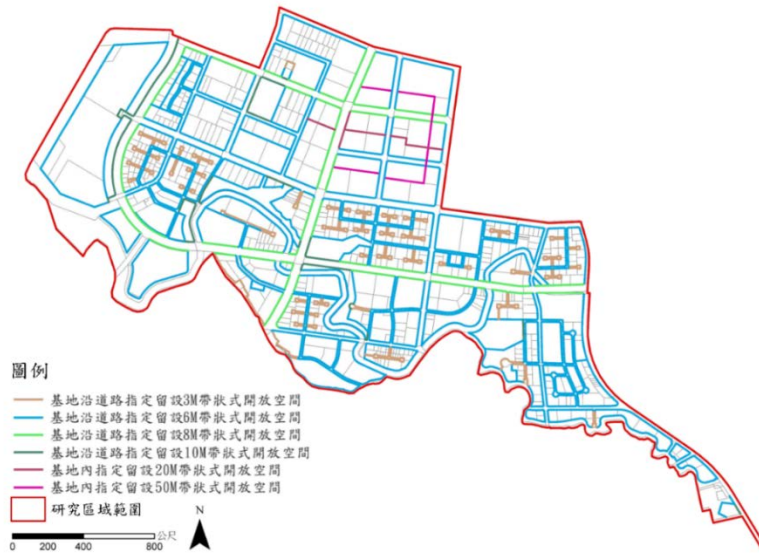 圖例
基地沿道路指定留設3M帶狀式開放空間
基地沿道路指定留設6M帶狀式開放空間
基地沿道路指定留設8M帶狀式開放空間
基地沿道路指定留設10M帶狀式開放空間
基地內指定留設20M帶狀式開放空間
基地內指定留設50M帶狀式開放空間
研究區域範圍
N
公尺
0 200 400 800